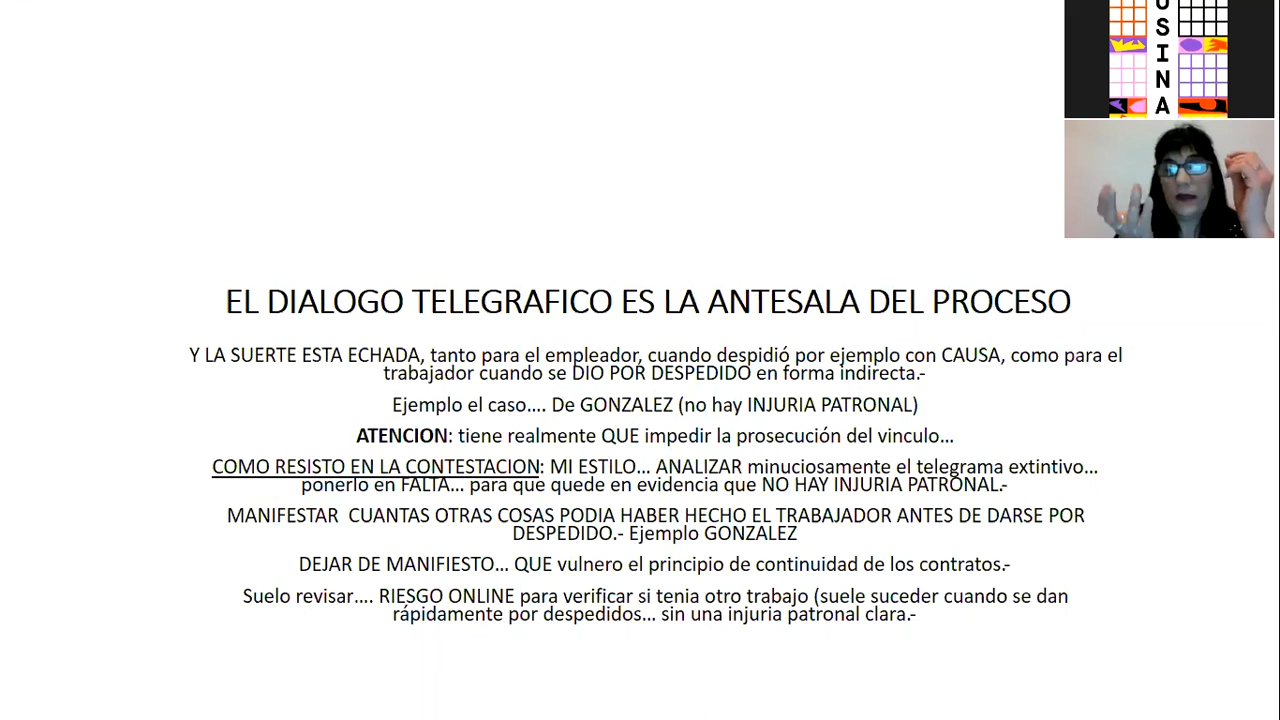 USINA
EL DIALOGO TELEGRAFICO ES LA ANTESALA DEL PROCESO
Y LA SUERTE ESTA ECHADA, tanto para el empleador, cuando despidió por ejemplo con CAUSA, como para el
trabajador cuando se DIO POR DESPEDIDO en forma indirecta.-
Ejemplo el caso.... De GONZALEZ (no hay INJURIA PATRONAL)
ATENCION: tiene realmente QUE impedir la prosecución del vinculo...
COMO RESISTO EN LA CONTESTACION: MI ESTILO... ANALIZAR minuciosamente el telegrama extintivo...
ponerlo en FALTA... para que quede en evidencia que NO HAY INJURIA PATRONAL.-
MANIFESTAR CUANTAS OTRAS COSAS PODIA HABER HECHO EL TRABAJADOR ANTES DE DARSE POR
DESPEDIDO.- Ejemplo GONZALEZ
DEJAR DE MANIFIESTO... QUE vulnero el principio de continuidad de los contratos.-
Suelo revisar.... RIESGO ONLINE para verificar si tenia otro trabajo (suele suceder cuando se dan
rápidamente por despedidos... sin una injuria patronal clara.-